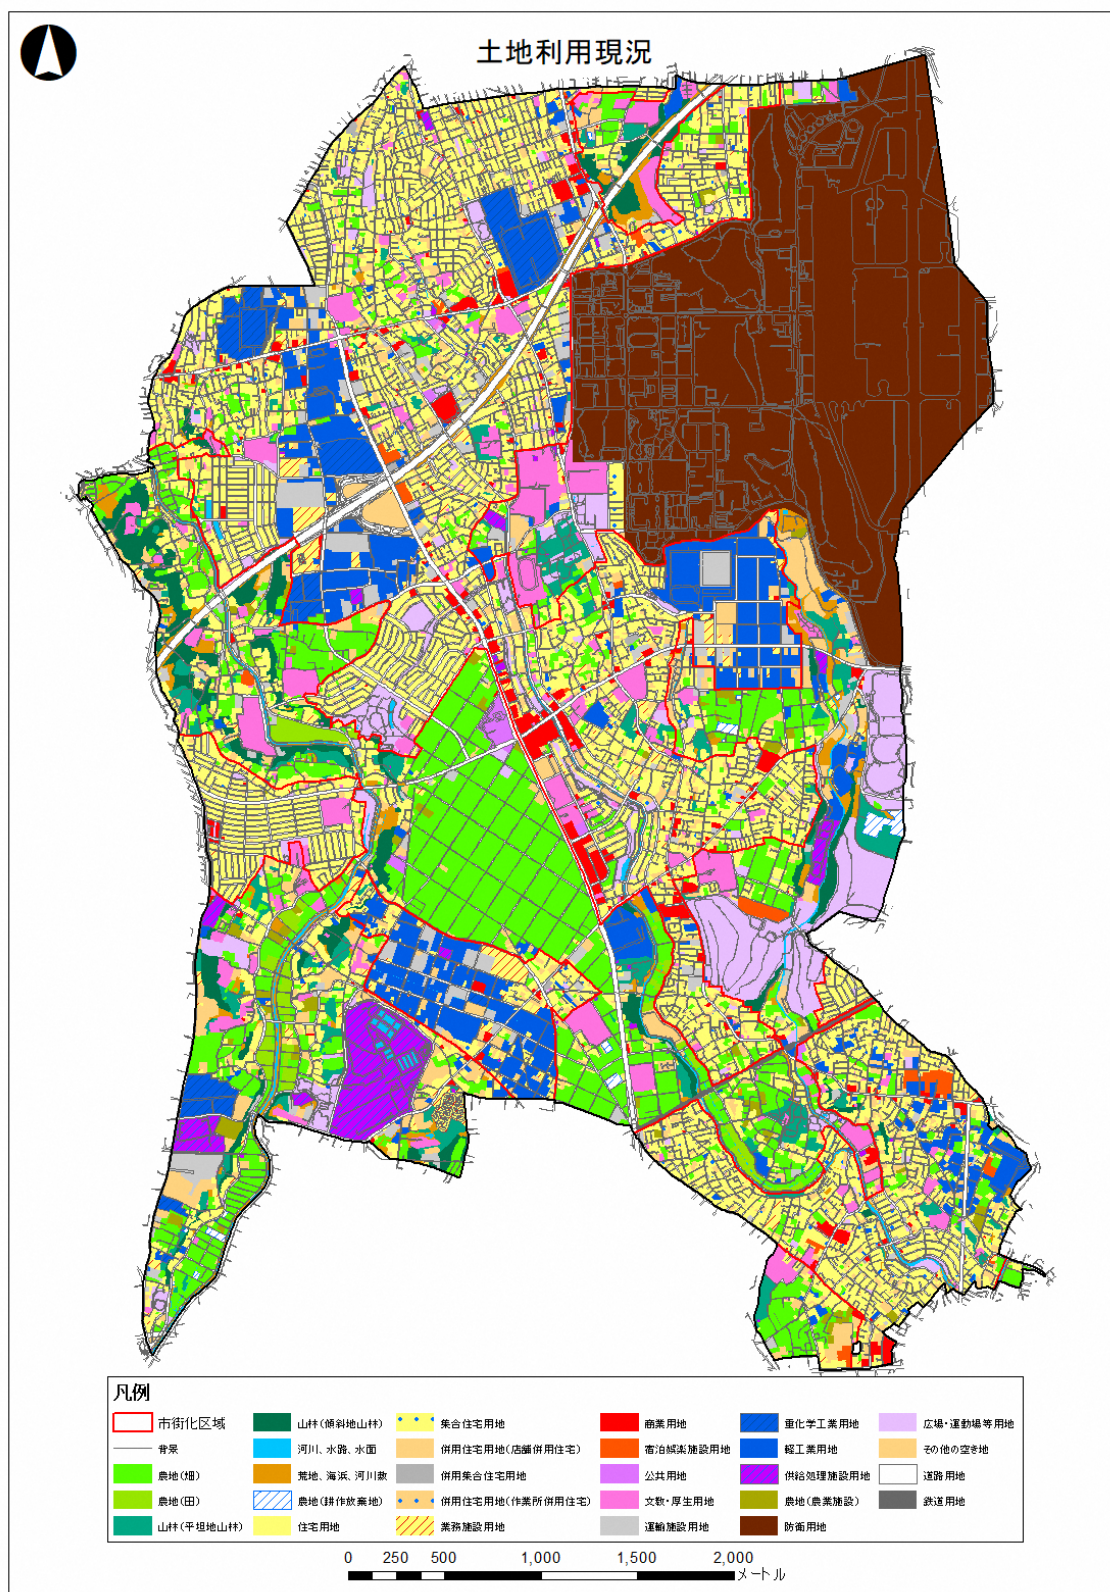 土地利用現況
凡例
市街化区域
背景
農地(畑)
農地(田)
山林(平坦地山林)
山林(傾斜地山林)
河川、水路、水面
荒地、海浜、河川敷
農地(耕作放棄地)
住宅用地
集合住宅用地
併用住宅用地(店舗併用住宅)
併用集合住宅用地
併用住宅用地(作業所併用住宅)
業務施設用地
商業用地
宿泊娯楽施設用地
公共用地
文教・厚生用地
運輸施設用地
重化学工業用地
軽工業用地
供給処理施設用地
農地(農業施設)
防衛用地
広場・運動場等用地
その他の空き地
道路用地
鉄道用地
0 250 500 1,000 1,500 2,000
メートル